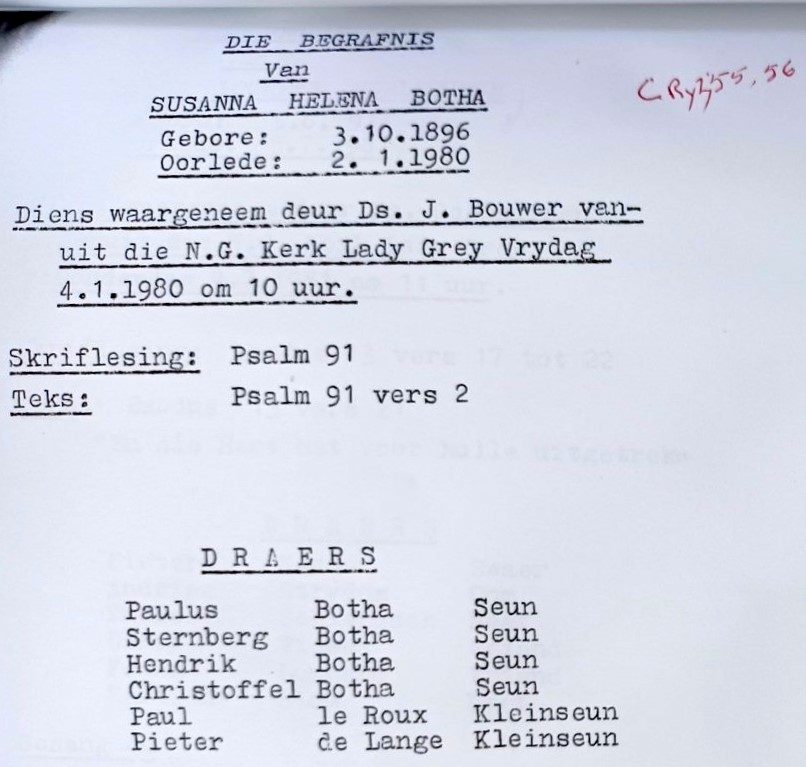 DIE BEGRAFNIS
Van
SUSANNA HELENA BOTHA
Gebore: 3.10.1896
Oorlede: 2. 1.1980
Diens waargeneem deur Ds. J. Bouwer van-
uit die N.G. Kerk Lady Grey Vrydag
4.1.1980 om 10 uur.
Skriflesing: Psalm 91
Teks: Psalm 91 vers 2
DRAERS
Paulus Botha Seun
Sternberg Botha Seun
Hendrik Botha Seun
Christoffel Botha Seun
Paul le Roux Kleinseun
Pieter de Lange Kleinseun